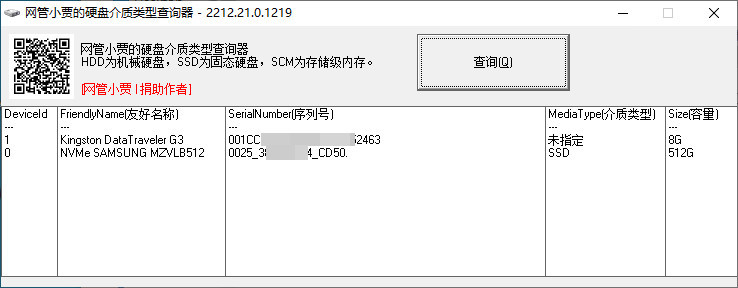 网管小贾的硬盘介质类型查询器 - 2212.21.0.1219
网管小贾的硬盘介质类型查询器
HDD为机械硬盘，SSD为固态硬盘，SCM为存储级内存。
[网管小贾 | 捐助作者]
查询(Q)
DeviceId FriendlyName(友好名称) SerialNumber(序列号) MediaType(介质类型) Size(容量)
--- --- --- --- ---
1 Kingston DataTraveler G3 001CC 62463 未指定 8G
0 NVMe SAMSUNG MZVLB512 0025_38 4_CD50. SSD 512G